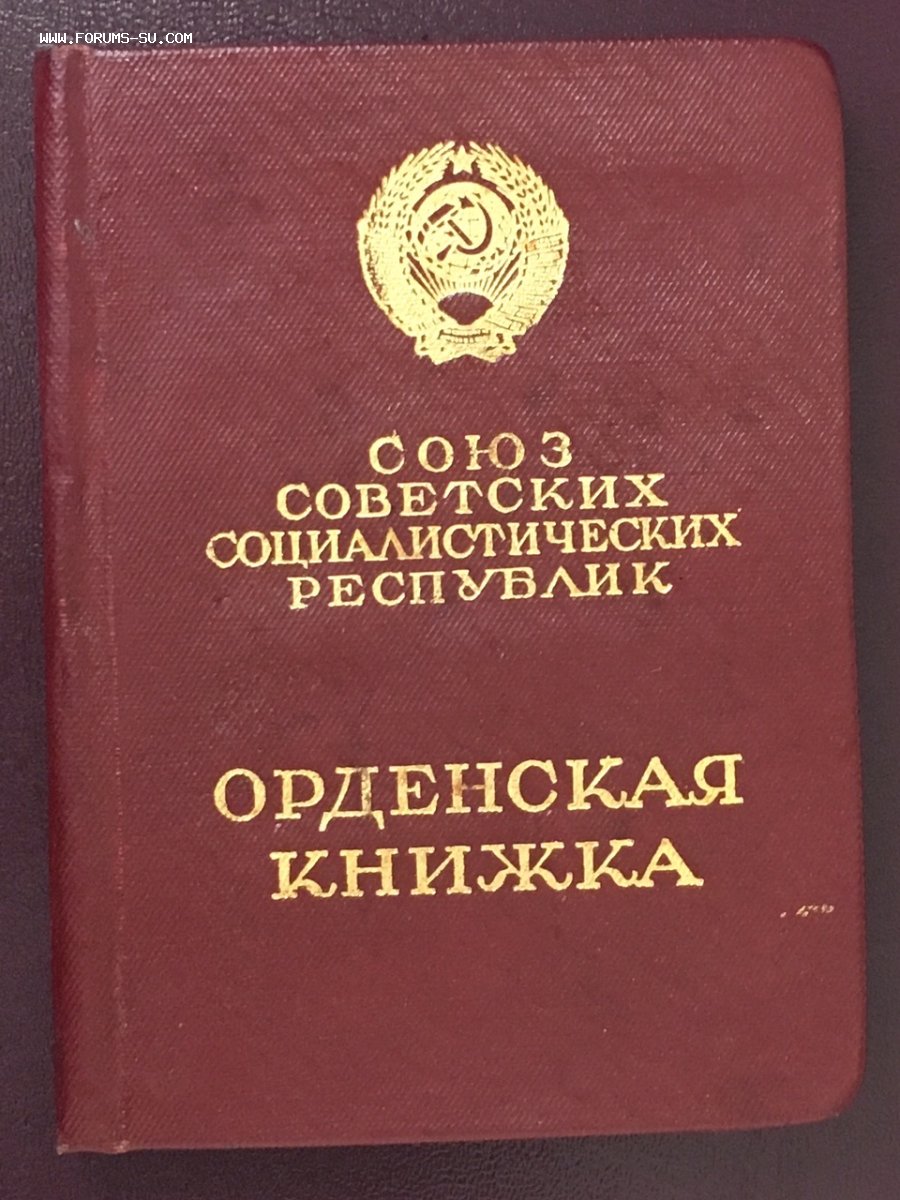 WWW.FORUMS-SU.COM
СОЮЗ
СОВЕТСКИХ
СОЦИАЛИСТИЧЕСКИХ
РЕСПУБЛИК
ОРДЕНСКАЯ
КНИЖКА